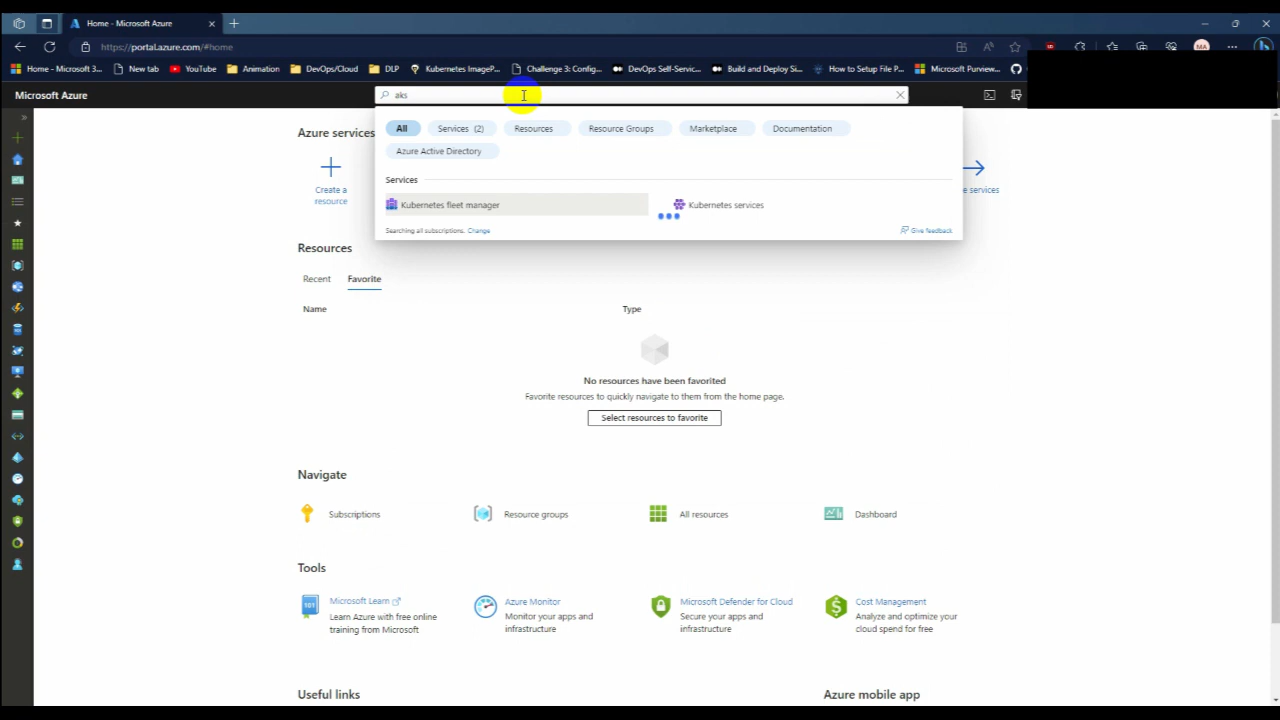 Home - Microsoft Azure
https://portal.azure.com/#home
MA
Home - Microsoft 3...
New tab
YouTube
Animation
DevOps/Cloud
DLP
Kubernetes ImageP...
Challenge 3: Config...
DevOps Self-Servic...
Build and Deploy Si...
How to Setup File P...
Microsoft Purview...
Microsoft Azure
aks
All
Services (2)
Resources
Resource Groups
Marketplace
Documentation
Azure Active Directory
Services
Kubernetes fleet manager
Kubernetes services
Searching all subscriptions. Change
Give feedback
Azure services
Create a
resource
e services
Resources
Recent
Favorite
Name
Type
No resources have been favorited
Favorite resources to quickly navigate to them from the home page.
Select resources to favorite
Navigate
Subscriptions
Resource groups
All resources
Dashboard
Tools
101
Microsoft Learn
Learn Azure with free online
training from Microsoft
Azure Monitor
Monitor your apps and
infrastructure
Microsoft Defender for Cloud
Secure your apps and
infrastructure
Cost Management
Analyze and optimize your
cloud spend for free
Useful links
Azure mobile app